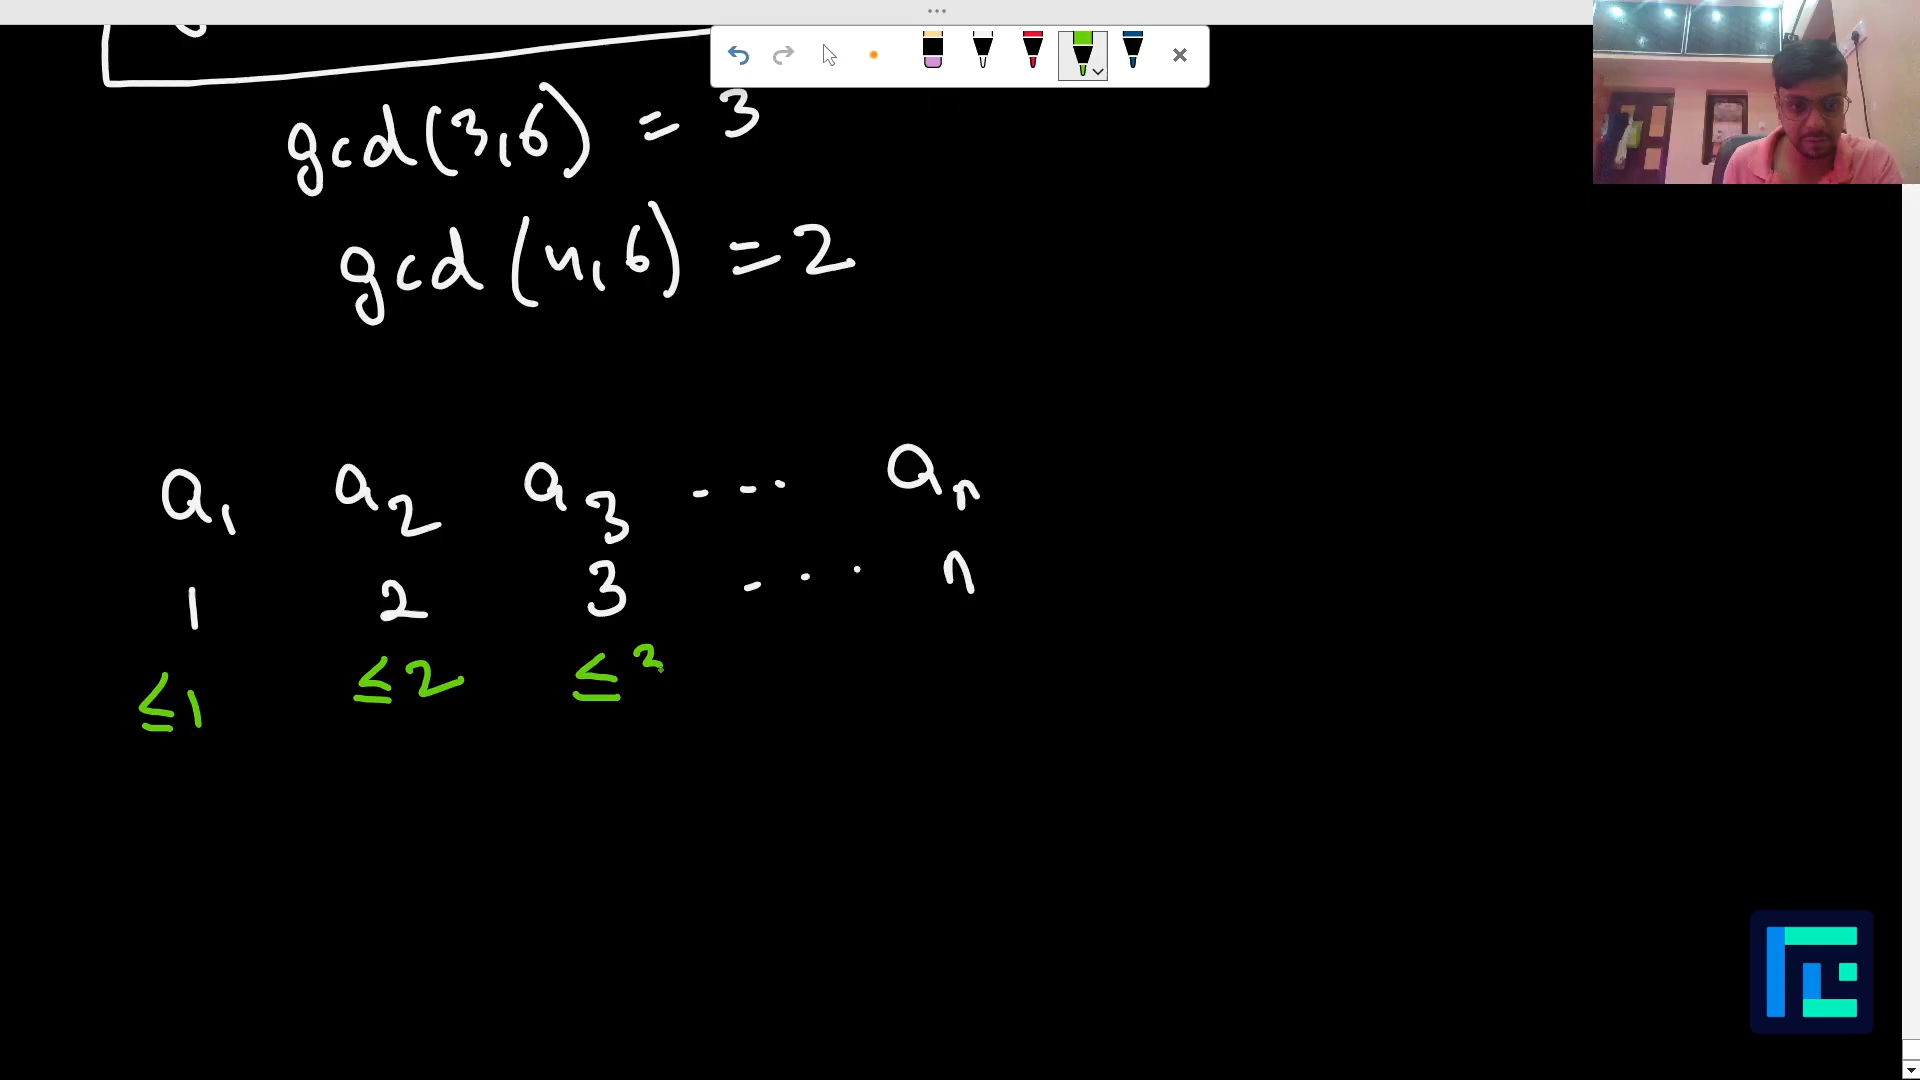 gcd(3,6) = 3
gcd(4,6) = 2
a₁ a₂ a₃ --- aₙ
1 2 3 --- n
≤1 ≤2 ≤3